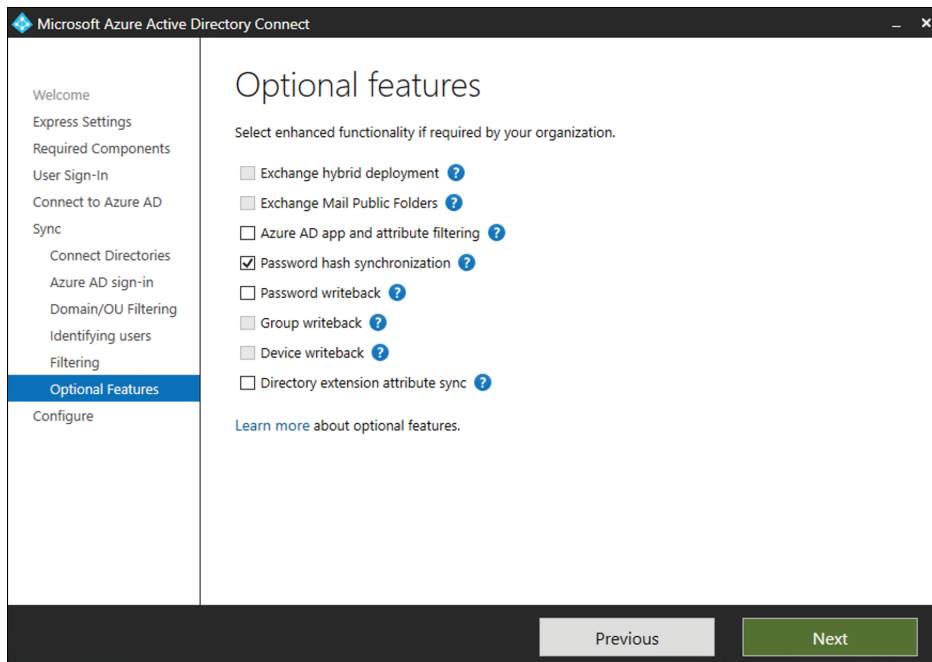 Microsoft Azure Active Directory Connect
Welcome
Express Settings
Required Components
User Sign-In
Connect to Azure AD
Sync
Connect Directories
Azure AD sign-in
Domain/OU Filtering
Identifying users
Filtering
Optional Features
Configure
Optional features
Select enhanced functionality if required by your organization.
Exchange hybrid deployment ?
Exchange Mail Public Folders ?
Azure AD app and attribute filtering ?
Password hash synchronization ?
Password writeback ?
Group writeback ?
Device writeback ?
Directory extension attribute sync ?
Learn more about optional features.
Previous
Next